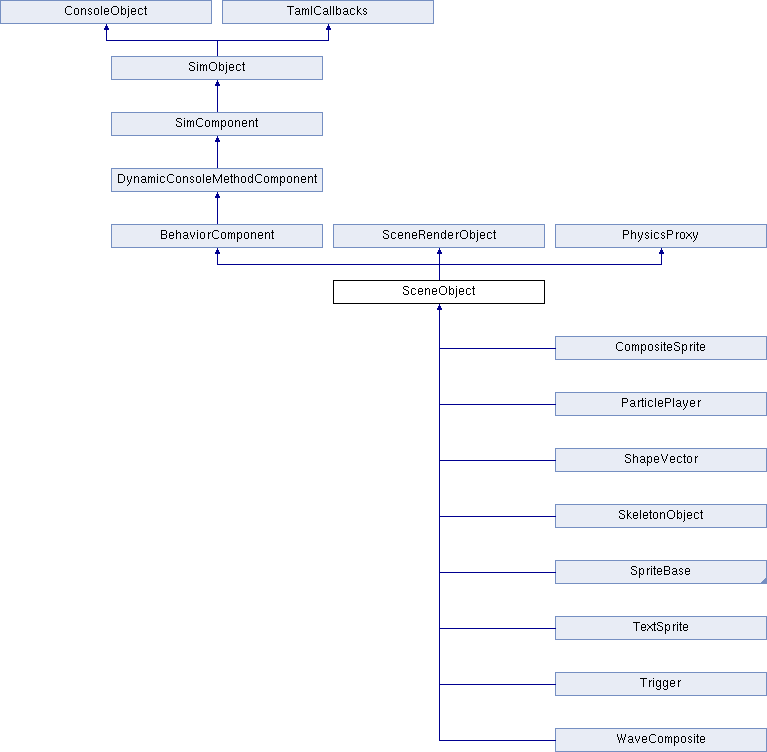 ConsoleObject
TamlCallbacks
SimObject
SimComponent
DynamicConsoleMethodComponent
BehaviorComponent
SceneRenderObject
PhysicsProxy
SceneObject
CompositeSprite
ParticlePlayer
ShapeVector
SkeletonObject
SpriteBase
TextSprite
Trigger
WaveComposite